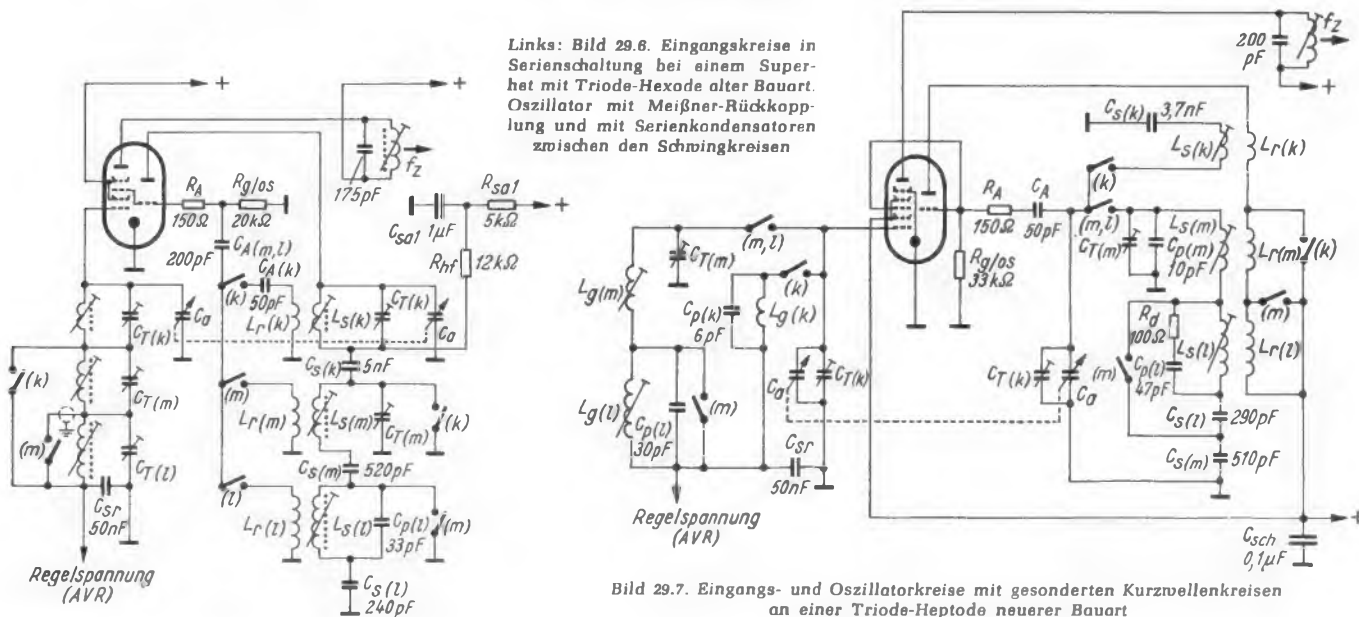 Links: Bild 29.6. Eingangskreise in
Serienschaltung bei einem Super-
het mit Triode-Hexode alter Bauart.
Oszillator mit Meißner-Rückkopp-
lung und mit Serienkondensatoren
zwischen den Schwingkreisen
+
+
175pF
fz
R_A
150Ω
R_g/os
20kΩ
200pF
C_A(m,l)
C_A(k)
50pF
(k)
L_r(k)
L_s(k)
C_T(k)
C_a
C_sa1
1µF
R_sa1
5kΩ
+
R_hf
12kΩ
C_T(k)
C_a
C_s(k)
5nF
(k)
C_T(m)
(m)
L_r(m)
L_s(m)
C_T(m)
(k)
(m)
C_T(l)
C_s(m)
520pF
(l)
C_sr
50nF
L_r(l)
L_s(l)
C_p(l)
33pF
(m)
C_s(l)
240pF
Regelspannung
(AVR)
200
pF
fz
+
C_s(k)
3,7nF
L_s(k)
L_r(k)
(k)
R_A
150Ω
C_A
50pF
(m,l)
R_g/os
33kΩ
C_T(m)
L_s(m)
C_p(m)
10pF
L_r(m)
(k)
(m)
(m,l)
C_T(m)
L_g(m)
(k)
C_p(k)
6pF
L_g(k)
C_a
C_T(k)
L_g(l)
C_p(l)
30pF
(m)
C_sr
50nF
C_T(k)
C_a
(m)
R_d
100Ω
L_s(l)
C_p(l)
47pF
L_r(l)
C_s(l)
290pF
C_s(m)
510pF
+
C_sch
0,1µF
Regelspannung
(AVR)
Bild 29.7. Eingangs- und Oszillatorkreise mit gesonderten Kurzwellenkreisen
an einer Triode-Heptode neuerer Bauart